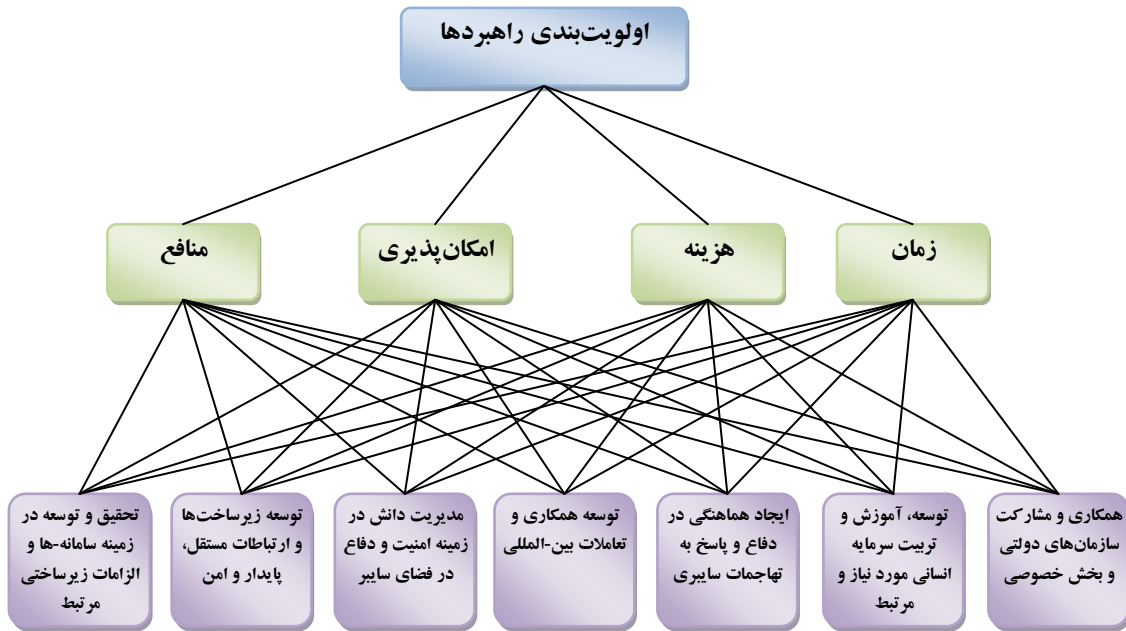 اولویت‌بندی راهبردها
زمان
هزینه
امکان‌پذیری
منافع
همکاری و مشارکت
سازمان‌های دولتی
و بخش خصوصی
توسعه، آموزش و
تربیت سرمایه
انسانی مورد نیاز و
مرتبط
ایجاد هماهنگی در
دفاع و پاسخ به
تهاجمات سایبری
توسعه همکاری و
تعاملات بین-المللی
مدیریت دانش در
زمینه امنیت و دفاع
در فضای سایبر
توسعه زیرساخت‌ها
و ارتباطات مستقل،
پایدار و امن
تحقیق و توسعه در
زمینه سامانه-ها و
الزامات زیرساختی
مرتبط